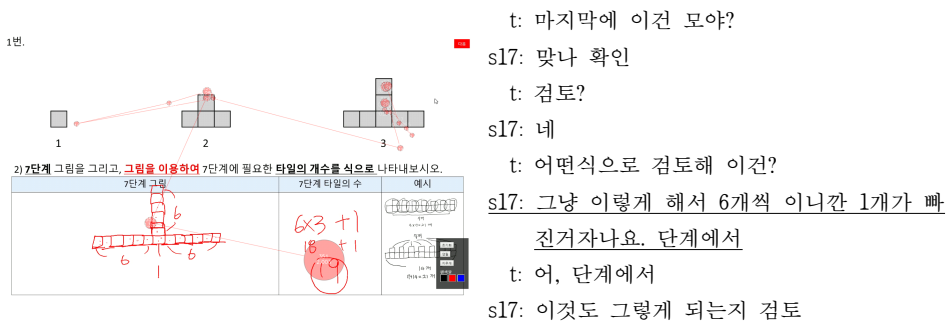 1번.
1
2
3
2) 7단계 그림을 그리고, 그림을 이용하여 7단계에 필요한 타일의 개수를 식으로 나타내보시오.
7단계 그림
7단계 타일의 수
예시
6
6
6
1
6×3 +1
18 +1
19
t: 마지막에 이건 모야?
s17: 맞나 확인
t: 검토?
s17: 네
t: 어떤식으로 검토해 이건?
s17: 그냥 이렇게 해서 6개씩 이니깐 1개가 빠
진거자나요. 단계에서
t: 어, 단계에서
s17: 이것도 그렇게 되는지 검토